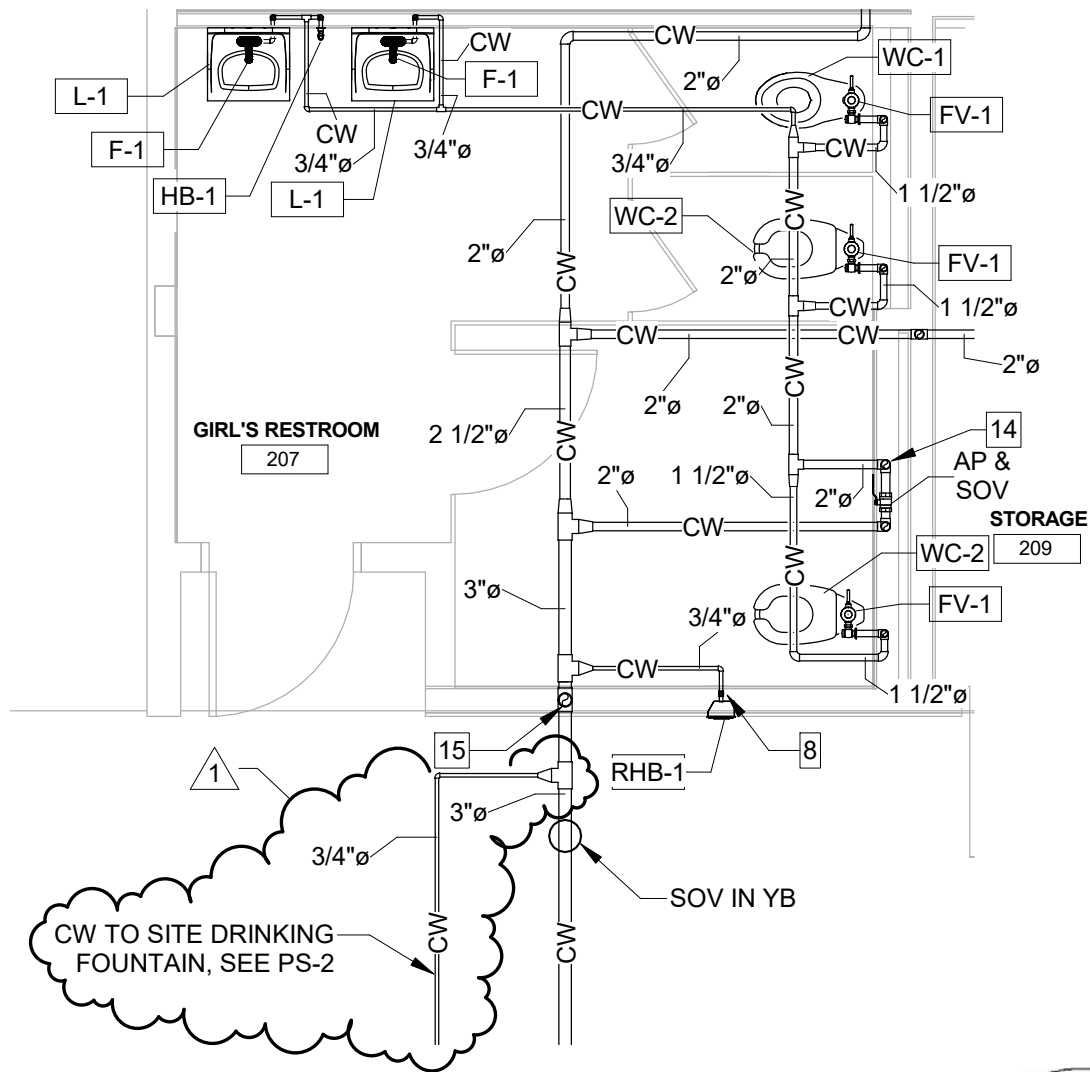 CW
2"ø
WC-1
CW
L-1
F-1
FV-1
CW
F-1
CW
3/4"ø
3/4"ø
3/4"ø
CW
HB-1
L-1
1 1/2"ø
WC-2
CW
2"ø
CW
2"ø
FV-1
CW
1 1/2"ø
CW
CW
2"ø
2"ø
CW
GIRL'S RESTROOM
207
2 1/2"ø
CW
2"ø
14
2"ø
1 1/2"ø
2"ø
AP &
SOV
CW
STORAGE
209
CW
WC-2
3"ø
FV-1
3/4"ø
CW
1 1/2"ø
15
8
1
RHB-1
3"ø
3/4"ø
SOV IN YB
CW
CW
CW TO SITE DRINKING
FOUNTAIN, SEE PS-2